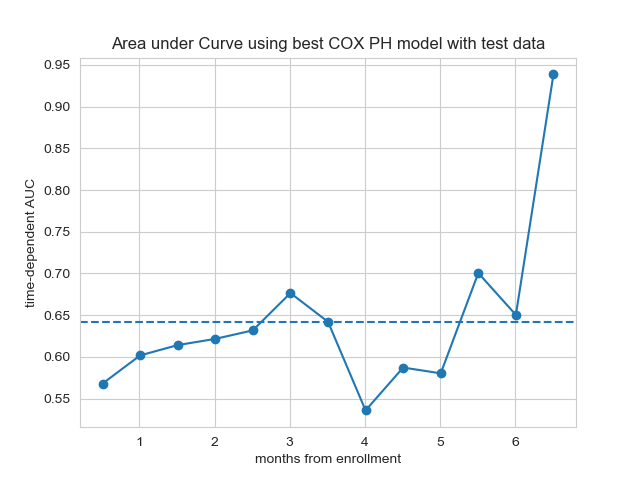 Area under Curve using best COX PH model with test data
0.95
0.90
0.85
0.80
0.75
0.70
0.65
0.60
0.55
time-dependent AUC
1 2 3 4 5 6
months from enrollment